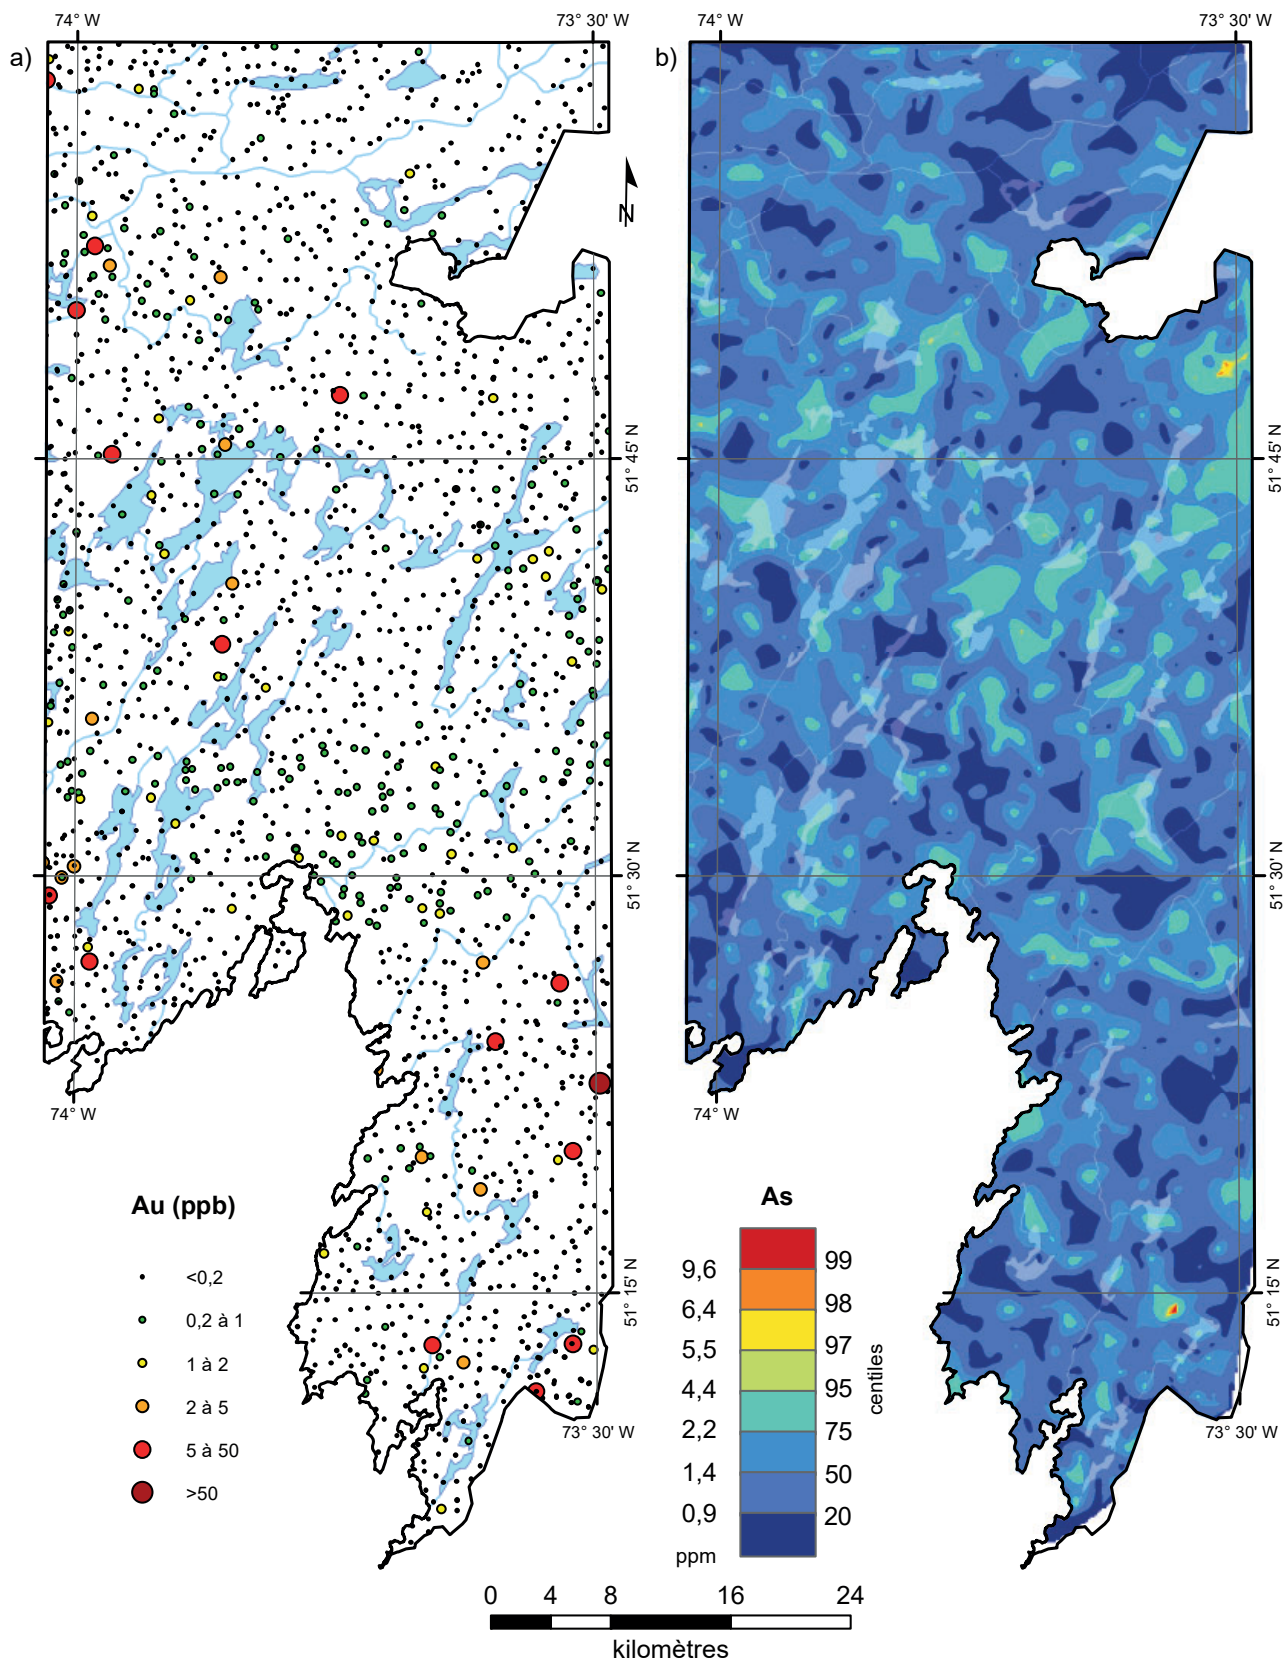 74° W
73° 30' W
74° W
73° 30' W
a)
b)
N
51° 45' N
51° 45' N
51° 30' N
51° 30' N
74° W
74° W
51° 15' N
51° 15' N
73° 30' W
73° 30' W
Au (ppb)
<0,2
0,2 à 1
1 à 2
2 à 5
5 à 50
>50
As
9,6
6,4
5,5
4,4
2,2
1,4
0,9
ppm
99
98
97
95
75
50
20
centiles
0
4
8
16
24
kilomètres